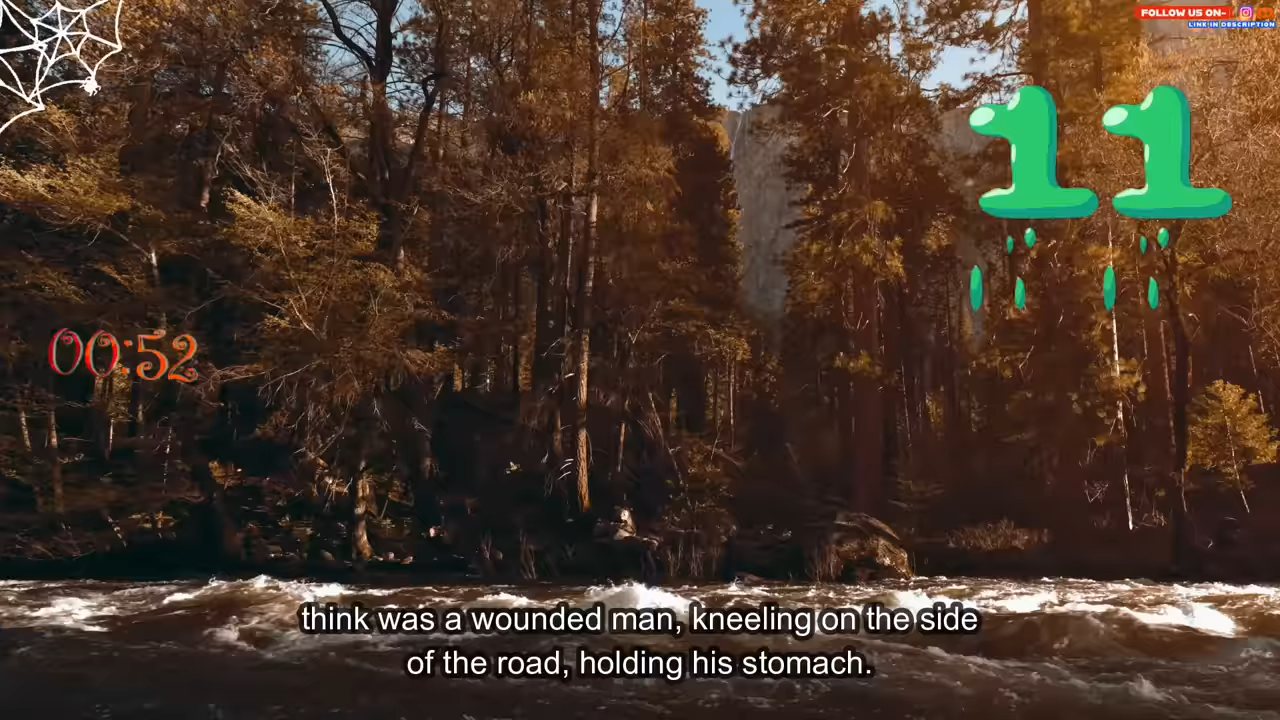 FOLLOW US ON-
LINK IN DESCRIPTION
11
00:52
think was a wounded man, kneeling on the side
of the road, holding his stomach.